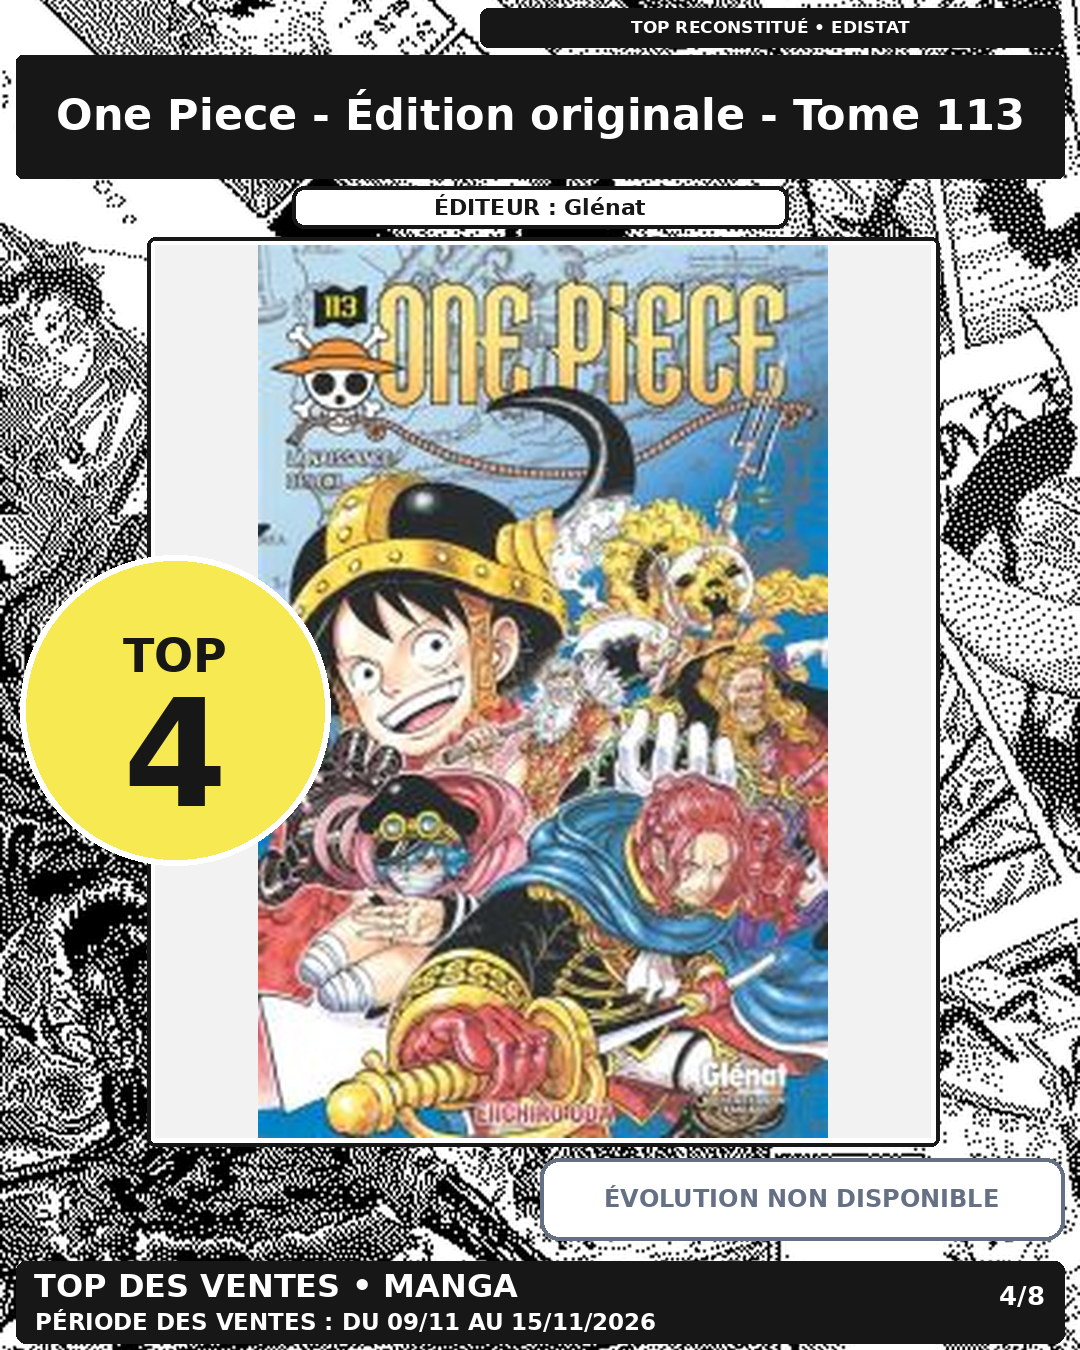 TOP RECONSTITUÉ • EDISTAT
One Piece - Édition originale - Tome 113
ÉDITEUR : Glénat
113
ONE PIECE
TOP
4
Glénat
EIICHIRO ODA
ÉVOLUTION NON DISPONIBLE
TOP DES VENTES • MANGA
4/8
PÉRIODE DES VENTES : DU 09/11 AU 15/11/2026